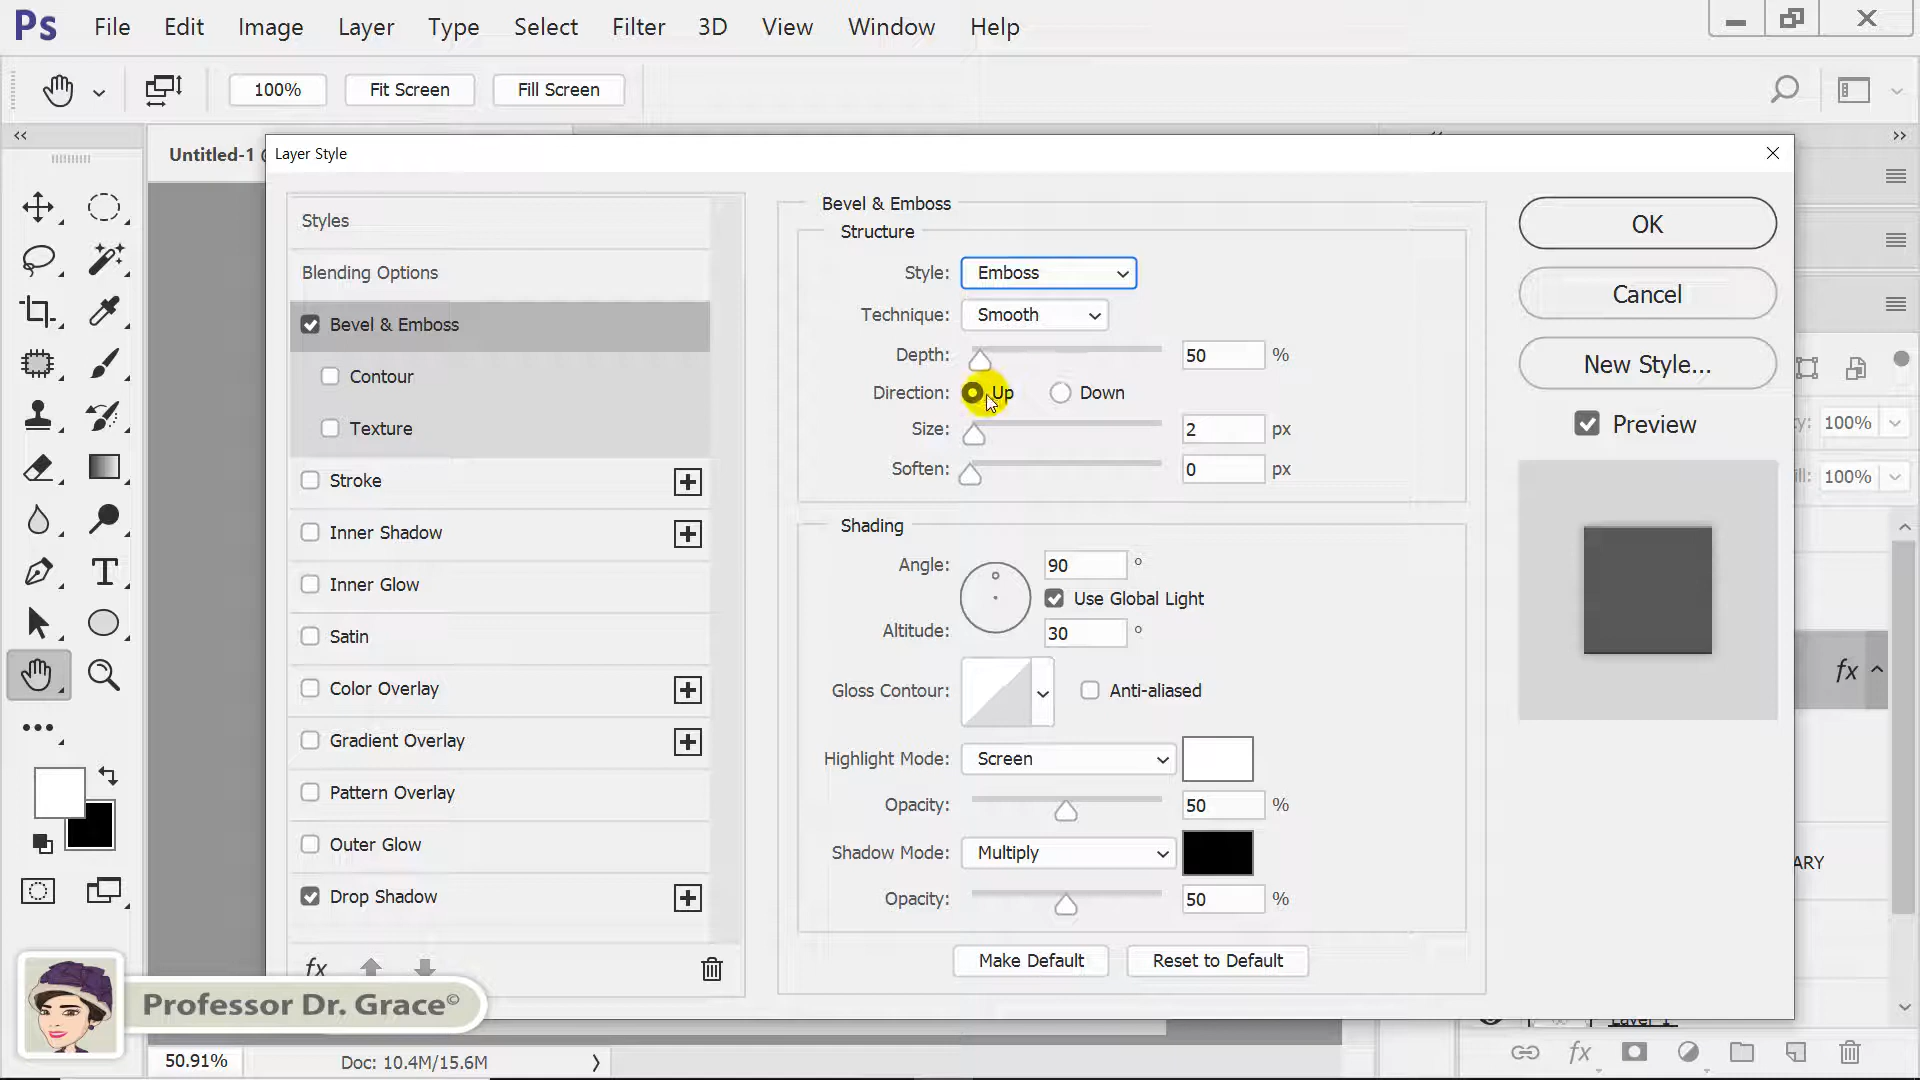 Ps File Edit Image Layer Type Select Filter 3D View Window Help
100% Fit Screen Fill Screen
Untitled-1
Layer Style
Styles
Blending Options
Bevel & Emboss
Contour
Texture
Stroke
Inner Shadow
Inner Glow
Satin
Color Overlay
Gradient Overlay
Pattern Overlay
Outer Glow
Drop Shadow
fx
Bevel & Emboss
Structure
Style: Emboss
Technique: Smooth
Depth: 50 %
Direction: Up Down
Size: 2 px
Soften: 0 px
Shading
Angle: 90 °
Use Global Light
Altitude: 30 °
Gloss Contour: Anti-aliased
Highlight Mode: Screen
Opacity: 50 %
Shadow Mode: Multiply
Opacity: 50 %
Make Default Reset to Default
OK
Cancel
New Style...
Preview
100%
100%
fx
ARY
Layer 1
fx
Professor Dr. Grace©
50.91% Doc: 10.4M/15.6M